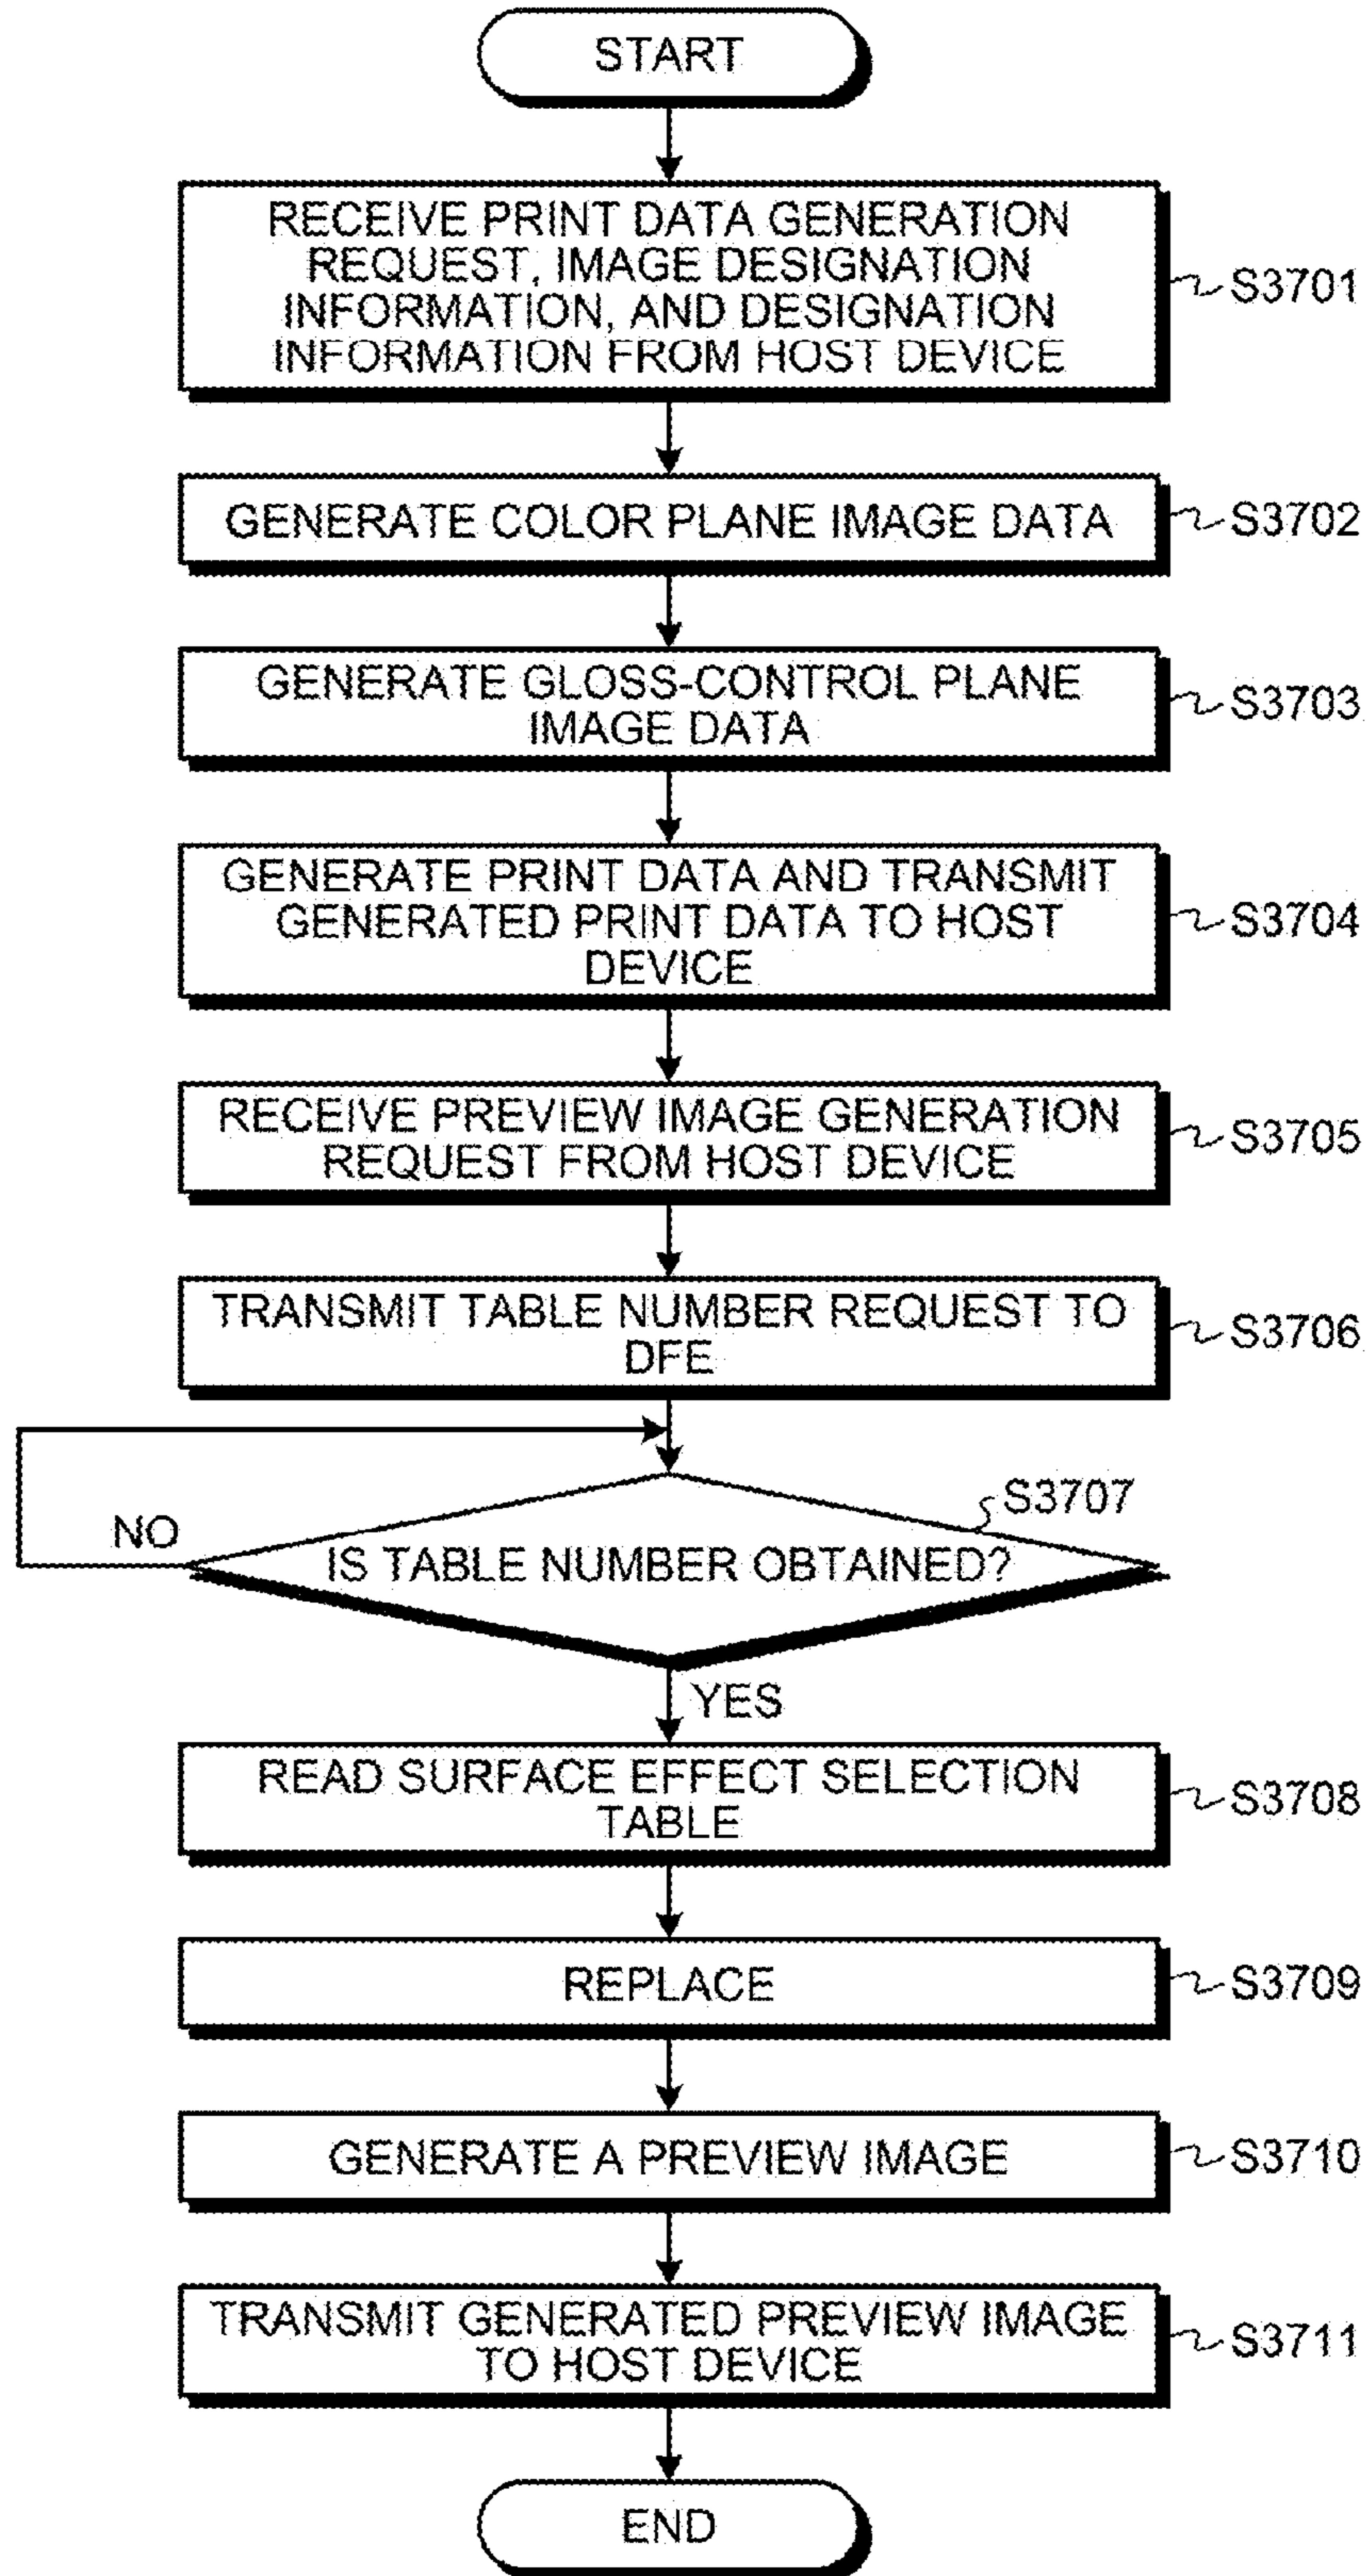 START
RECEIVE PRINT DATA GENERATION
REQUEST, IMAGE DESIGNATION
INFORMATION, AND DESIGNATION
INFORMATION FROM HOST DEVICE
S3701
GENERATE COLOR PLANE IMAGE DATA
S3702
GENERATE GLOSS-CONTROL PLANE
IMAGE DATA
S3703
GENERATE PRINT DATA AND TRANSMIT
GENERATED PRINT DATA TO HOST
DEVICE
S3704
RECEIVE PREVIEW IMAGE GENERATION
REQUEST FROM HOST DEVICE
S3705
TRANSMIT TABLE NUMBER REQUEST TO
DFE
S3706
S3707
NO
IS TABLE NUMBER OBTAINED?
YES
READ SURFACE EFFECT SELECTION
TABLE
S3708
REPLACE
S3709
GENERATE A PREVIEW IMAGE
S3710
TRANSMIT GENERATED PREVIEW IMAGE
TO HOST DEVICE
S3711
END